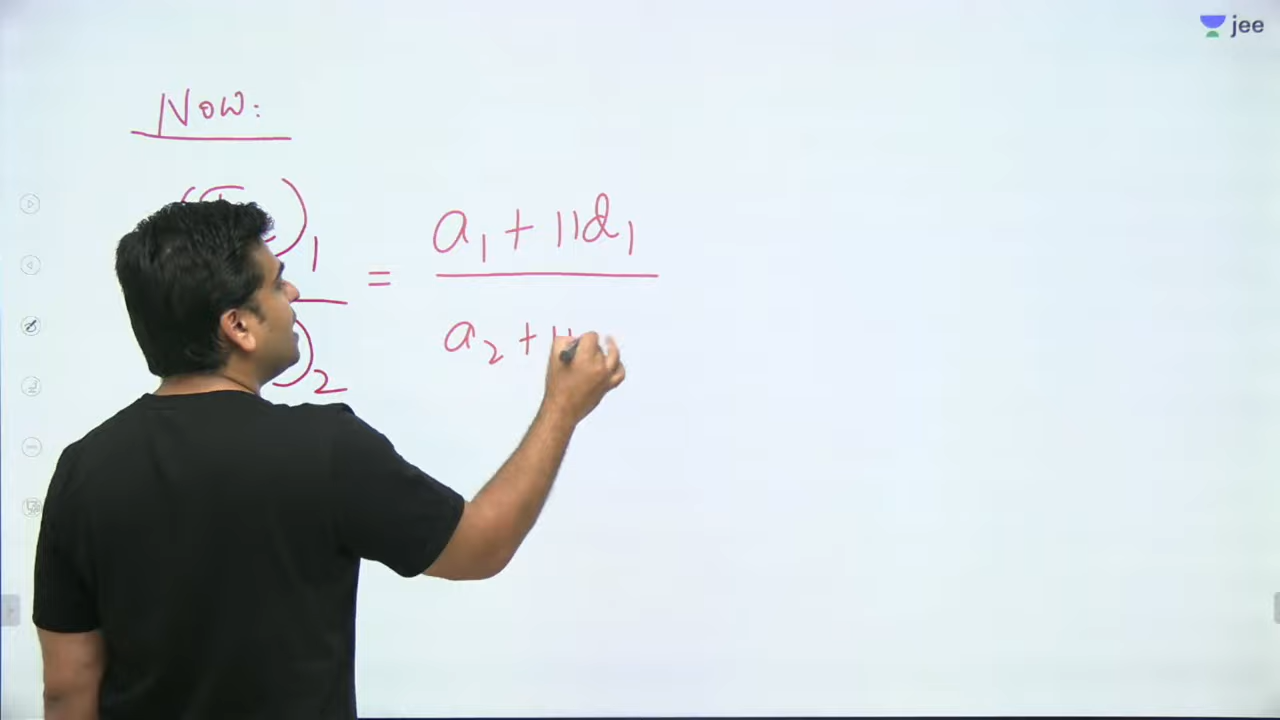 jee
Now:
)1 = a1 + 11d1
)2 a2 + 11